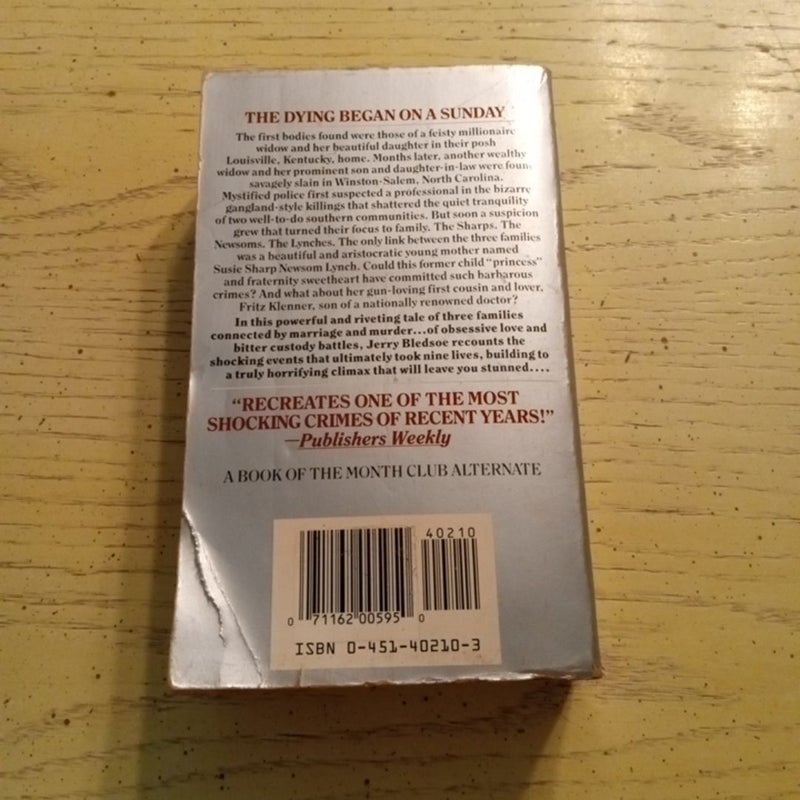 THE DYING BEGAN ON A SUNDAY
The first bodies found were those of a feisty millionaire
widow and her beautiful daughter in their posh
Louisville, Kentucky, home. Months later, another wealthy
widow and her prominent son and daughter-in-law were foun
savagely slain in Winston-Salem, North Carolina.
Mystified police first suspected a professional in the bizarre
gangland-style killings that shattered the quiet tranquility
of two well-to-do southern communities. But soon a suspicion
grew that turned their focus to family. The Sharps. The
Newsoms. The Lynches. The only link between the three families
was a beautiful and aristocratic young mother named
Susie Sharp Newsom Lynch. Could this former child "princess"
and fraternity sweetheart have committed such barbarous
crimes? And what about her gun-loving first cousin and lover,
Fritz Klenner, son of a nationally renowned doctor?
In this powerful and riveting tale of three families
connected by marriage and murder...of obsessive love and
bitter custody battles, Jerry Bledsoe recounts the
shocking events that ultimately took nine lives, building to
a truly horrifying climax that will leave you stunned....
"RECREATES ONE OF THE MOST
SHOCKING CRIMES OF RECENT YEARS!"
—Publishers Weekly
A BOOK OF THE MONTH CLUB ALTERNATE
40210
0 71162 00595 0
ISBN 0-451-40210-3